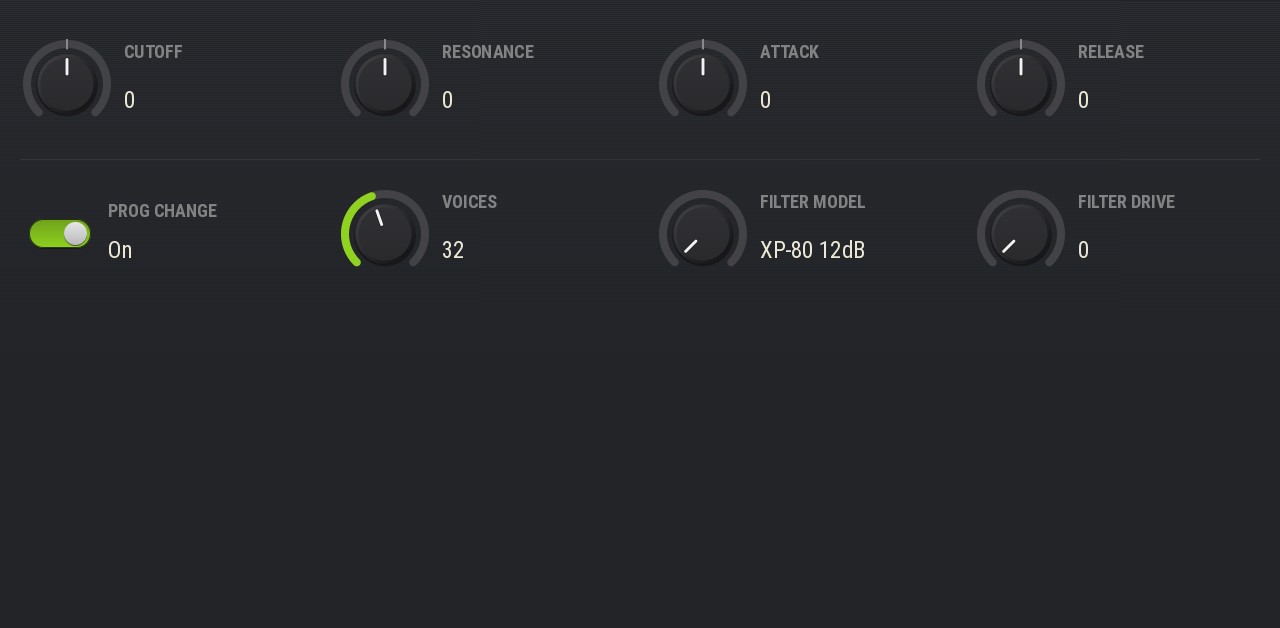 CUTOFF
0
RESONANCE
0
ATTACK
0
RELEASE
0
PROG CHANGE
On
VOICES
32
FILTER MODEL
XP-80 12dB
FILTER DRIVE
0